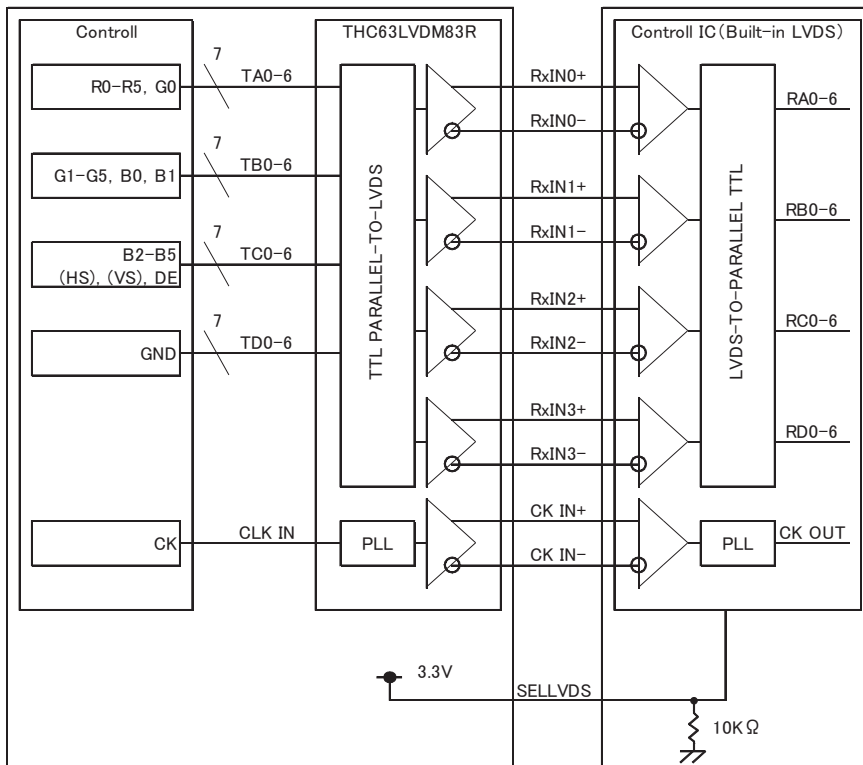 Controll
THC63LVDM83R
Controll IC(Built-in LVDS)
7
R0-R5, G0
TA0-6
RxIN0+
RA0-6
RxIN0-
7
G1-G5, B0, B1
TB0-6
RxIN1+
RB0-6
RxIN1-
7
B2-B5
(HS), (VS), DE
TC0-6
RxIN2+
RC0-6
RxIN2-
7
GND
TD0-6
RxIN3+
RD0-6
RxIN3-
TTL PARALLEL-TO-LVDS
LVDS-TO-PARALLEL TTL
CK
CLK IN
PLL
CK IN+
CK IN-
PLL
CK OUT
3.3V
SELLVDS
10KΩ